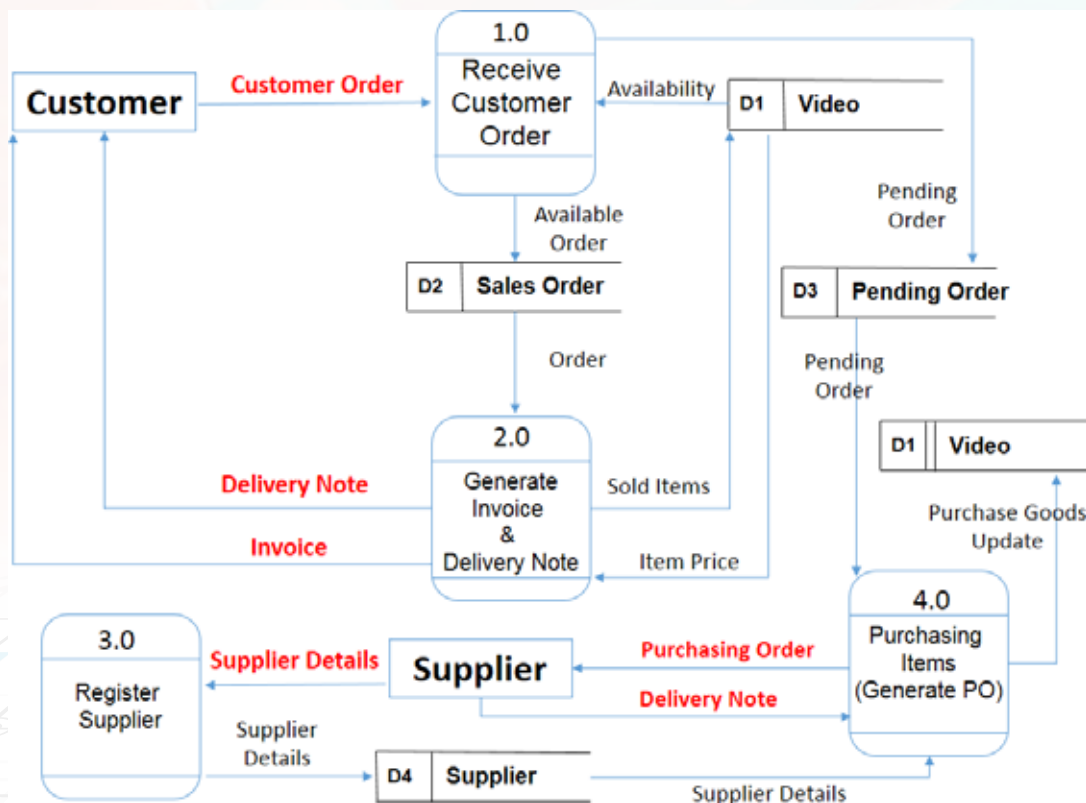 1.0
Receive
Customer
Order
Customer
Customer Order
Availability
D1 Video
Pending
Order
Available
Order
D2 Sales Order
D3 Pending Order
Order
Pending
Order
D1 Video
2.0
Generate
Invoice
&
Delivery Note
Delivery Note
Sold Items
Purchase Goods
Update
Invoice
Item Price
4.0
Purchasing
Items
(Generate PO)
3.0
Register
Supplier
Supplier Details
Supplier
Purchasing Order
Delivery Note
Supplier
Details
D4 Supplier
Supplier Details